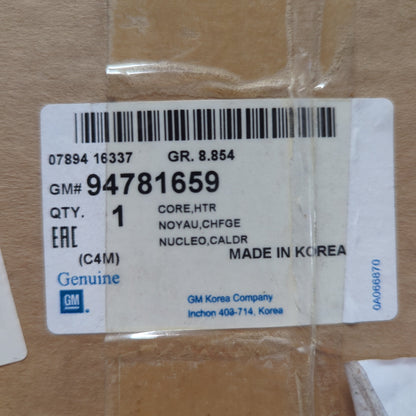 07894 16337 GR. 8.854
GM# 94781659
QTY. 1 CORE,HTR
NOYAU,CHFGE
NUCLEO,CALDR
EAC
(C4M) MADE IN KOREA
Genuine
GM
GM Korea Company
Inchon 403-714, Korea
0A066870